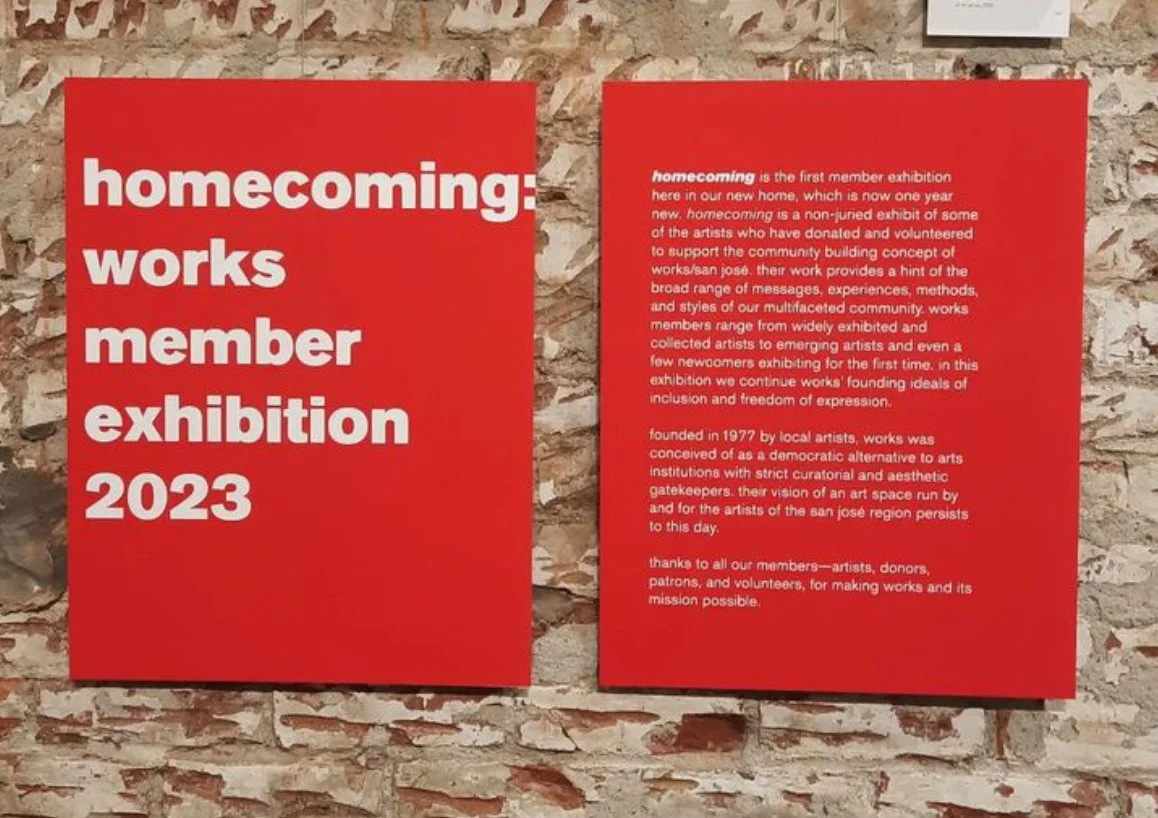 homecoming:
works
member
exhibition
2023
homecoming is the first member exhibition
here in our new home, which is now one year
new. homecoming is a non-juried exhibit of some
of the artists who have donated and volunteered
to support the community building concept of
works/san josé. their work provides a hint of the
broad range of messages, experiences, methods,
and styles of our multifaceted community. works
members range from widely exhibited and
collected artists to emerging artists and even a
few newcomers exhibiting for the first time. in this
exhibition we continue works' founding ideals of
inclusion and freedom of expression.
founded in 1977 by local artists, works was
conceived of as a democratic alternative to arts
institutions with strict curatorial and aesthetic
gatekeepers. their vision of an art space run by
and for the artists of the san josé region persists
to this day.
thanks to all our members—artists, donors,
patrons, and volunteers, for making works and its
mission possible.